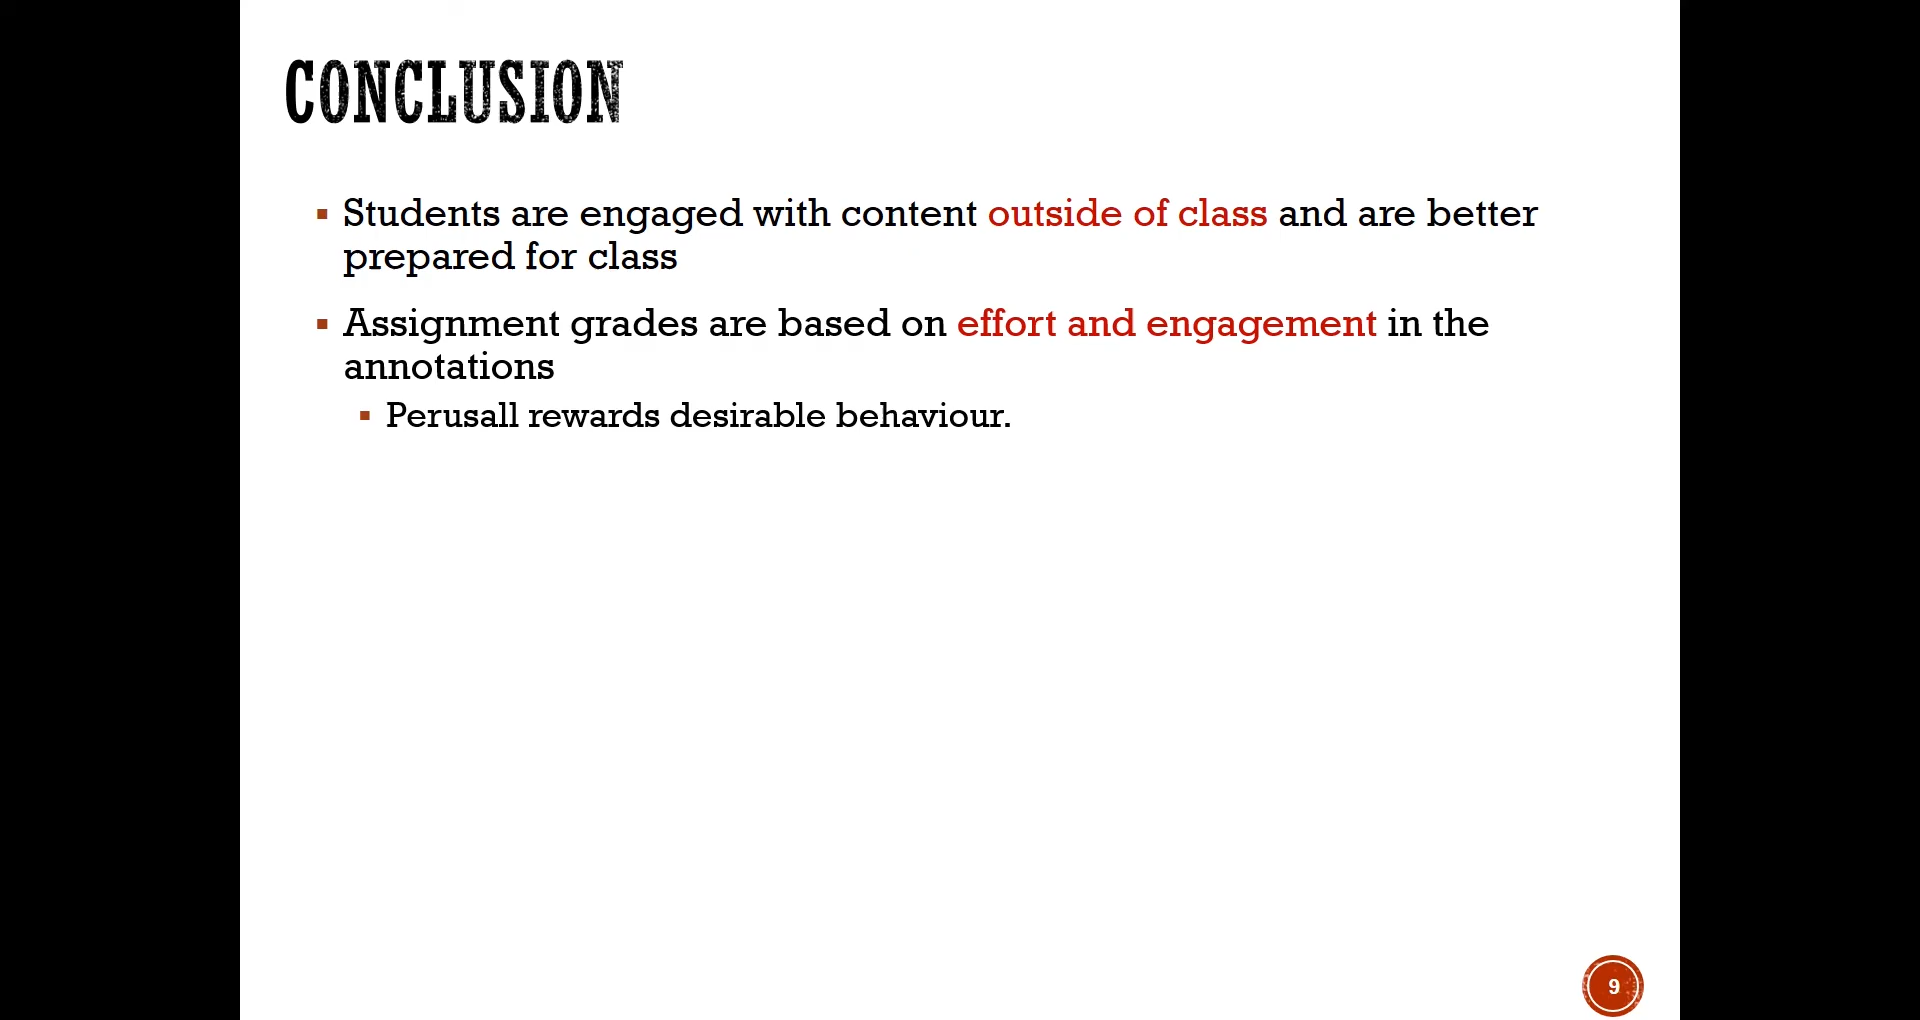 CONCLUSION
▪ Students are engaged with content outside of class and are better
prepared for class
▪ Assignment grades are based on effort and engagement in the
annotations
▪ Perusall rewards desirable behaviour.
9